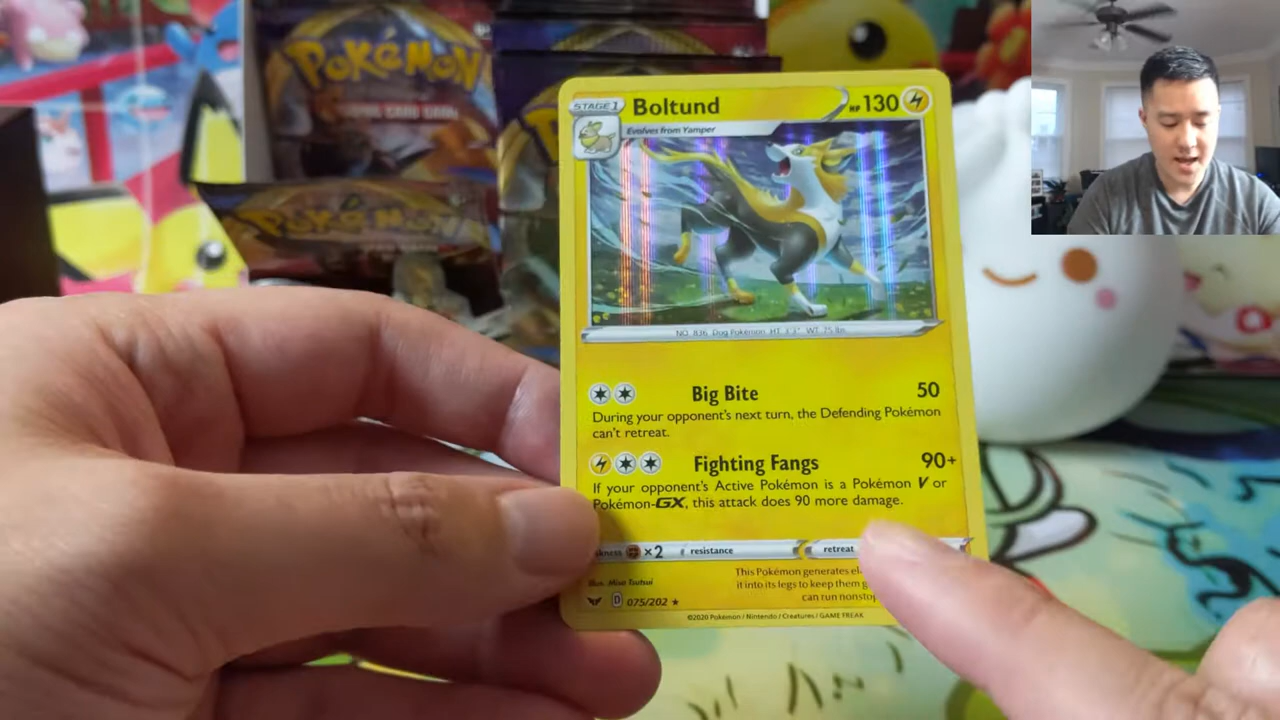 Pokémon
Pokémon
STAGE 1
Boltund
HP 130
Evolves from Yamper
NO. 836 Dog Pokémon HT: 3'3" WT: 75 lbs.
Big Bite 50
During your opponent's next turn, the Defending Pokémon
can't retreat.
Fighting Fangs 90+
If your opponent's Active Pokémon is a Pokémon V or
Pokémon-GX, this attack does 90 more damage.
×2 resistance retreat
This Pokémon generates
it into its legs to keep them
can run
Illus. Misa Tsutsui
D 075/202
©2020 Pokémon / Nintendo / Creatures / GAME FREAK